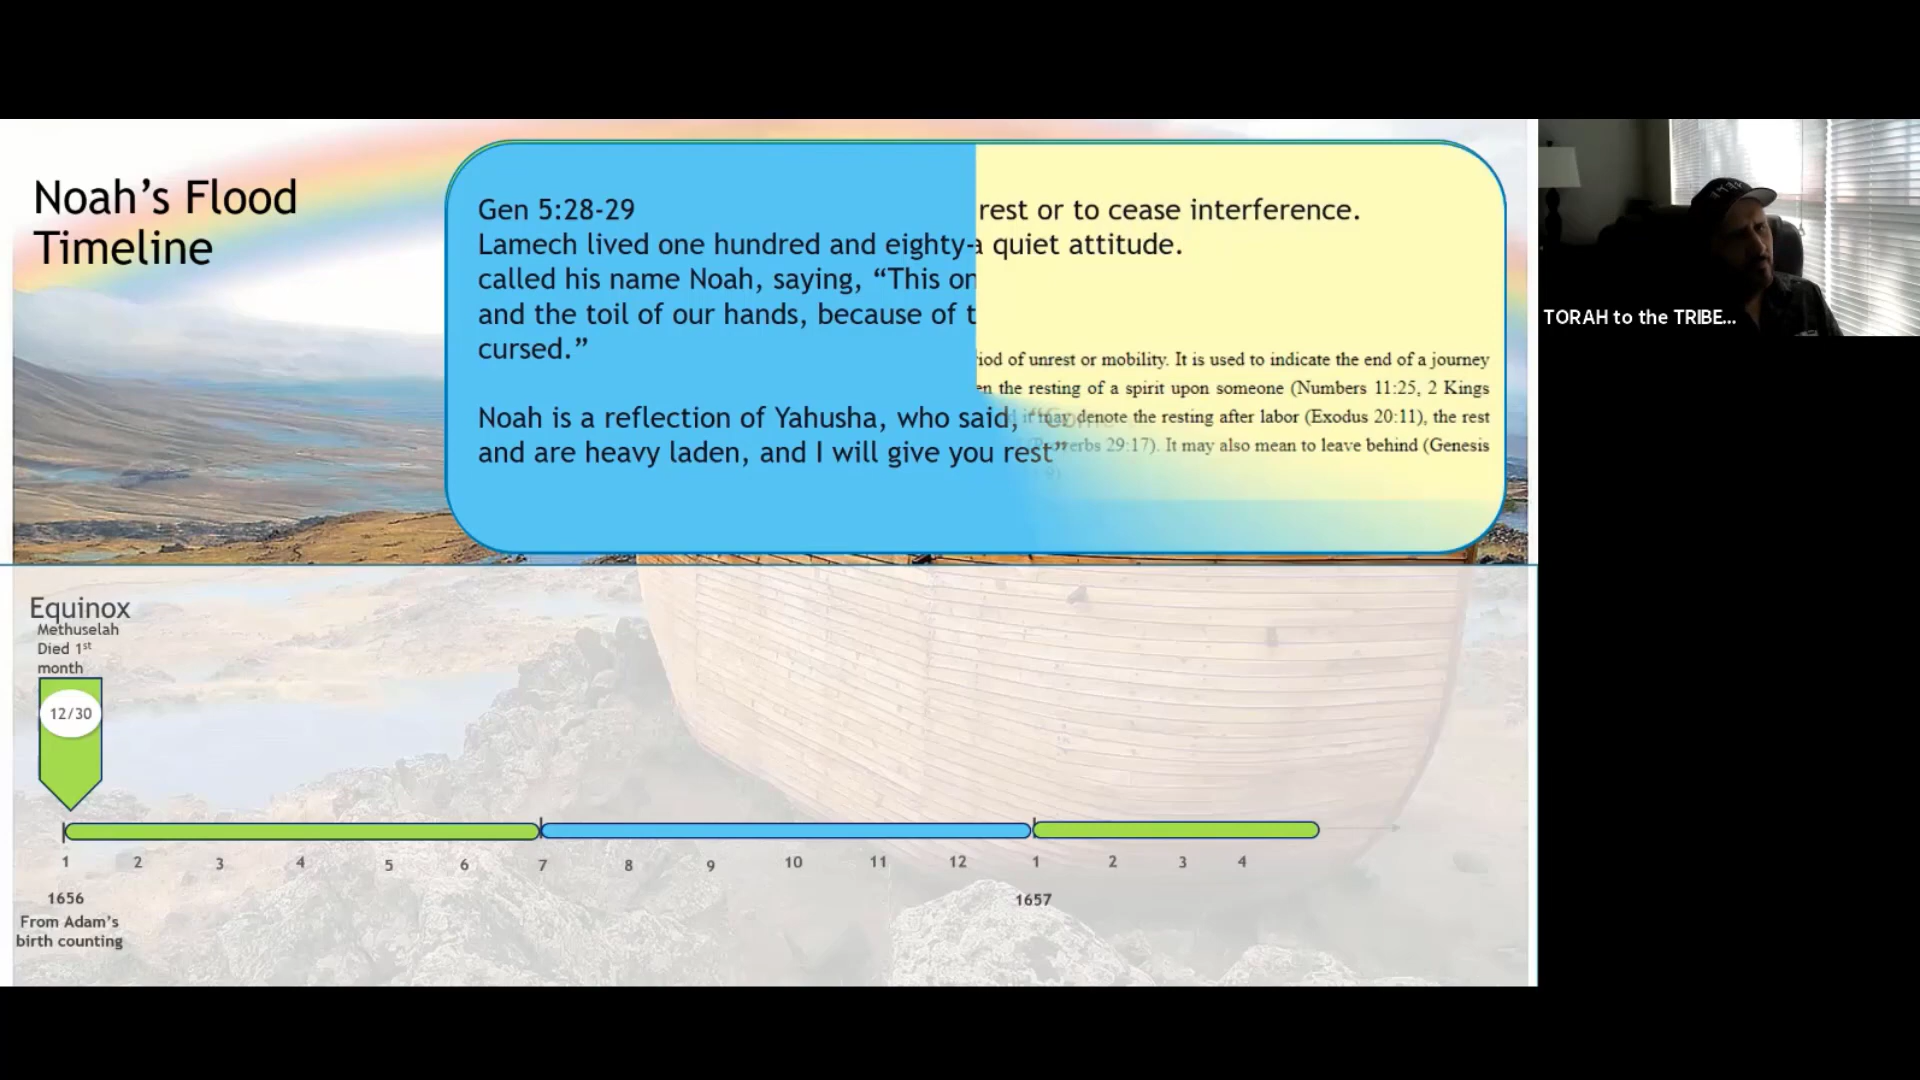 Noah’s Flood
Timeline
Gen 5:28-29
Lamech lived one hundred and eighty-
called his name Noah, saying, “This
and the toil of our hands, because of
cursed.”
Noah is a reflection of Yahusha, who said, “Come
and are heavy laden, and I will give you rest”
rest or to cease interference.
a quiet attitude.
of unrest or mobility. It is used to indicate the end of a journey
the resting of a spirit upon someone (Numbers 11:25, 2 Kings
it may denote the resting after labor (Exodus 20:11), the rest
(Proverbs 29:17). It may also mean to leave behind (Genesis
TORAH to the TRIBE...
Equinox
Methuselah
Died 1st
month
12/30
1 2 3 4 5 6 7 8 9 10 11 12 1 2 3 4
1656
1657
From Adam’s
birth counting